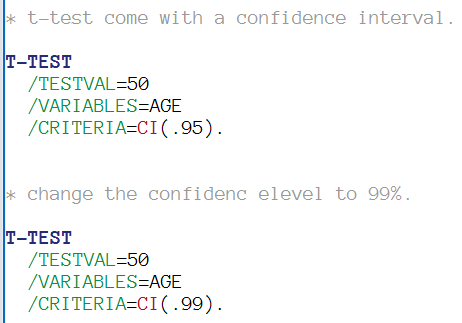 * t-test come with a confidence interval.
T-TEST
/TESTVAL=50
/VARIABLES=AGE
/CRITERIA=CI(.95).
* change the confidenc elevel to 99%.
T-TEST
/TESTVAL=50
/VARIABLES=AGE
/CRITERIA=CI(.99).